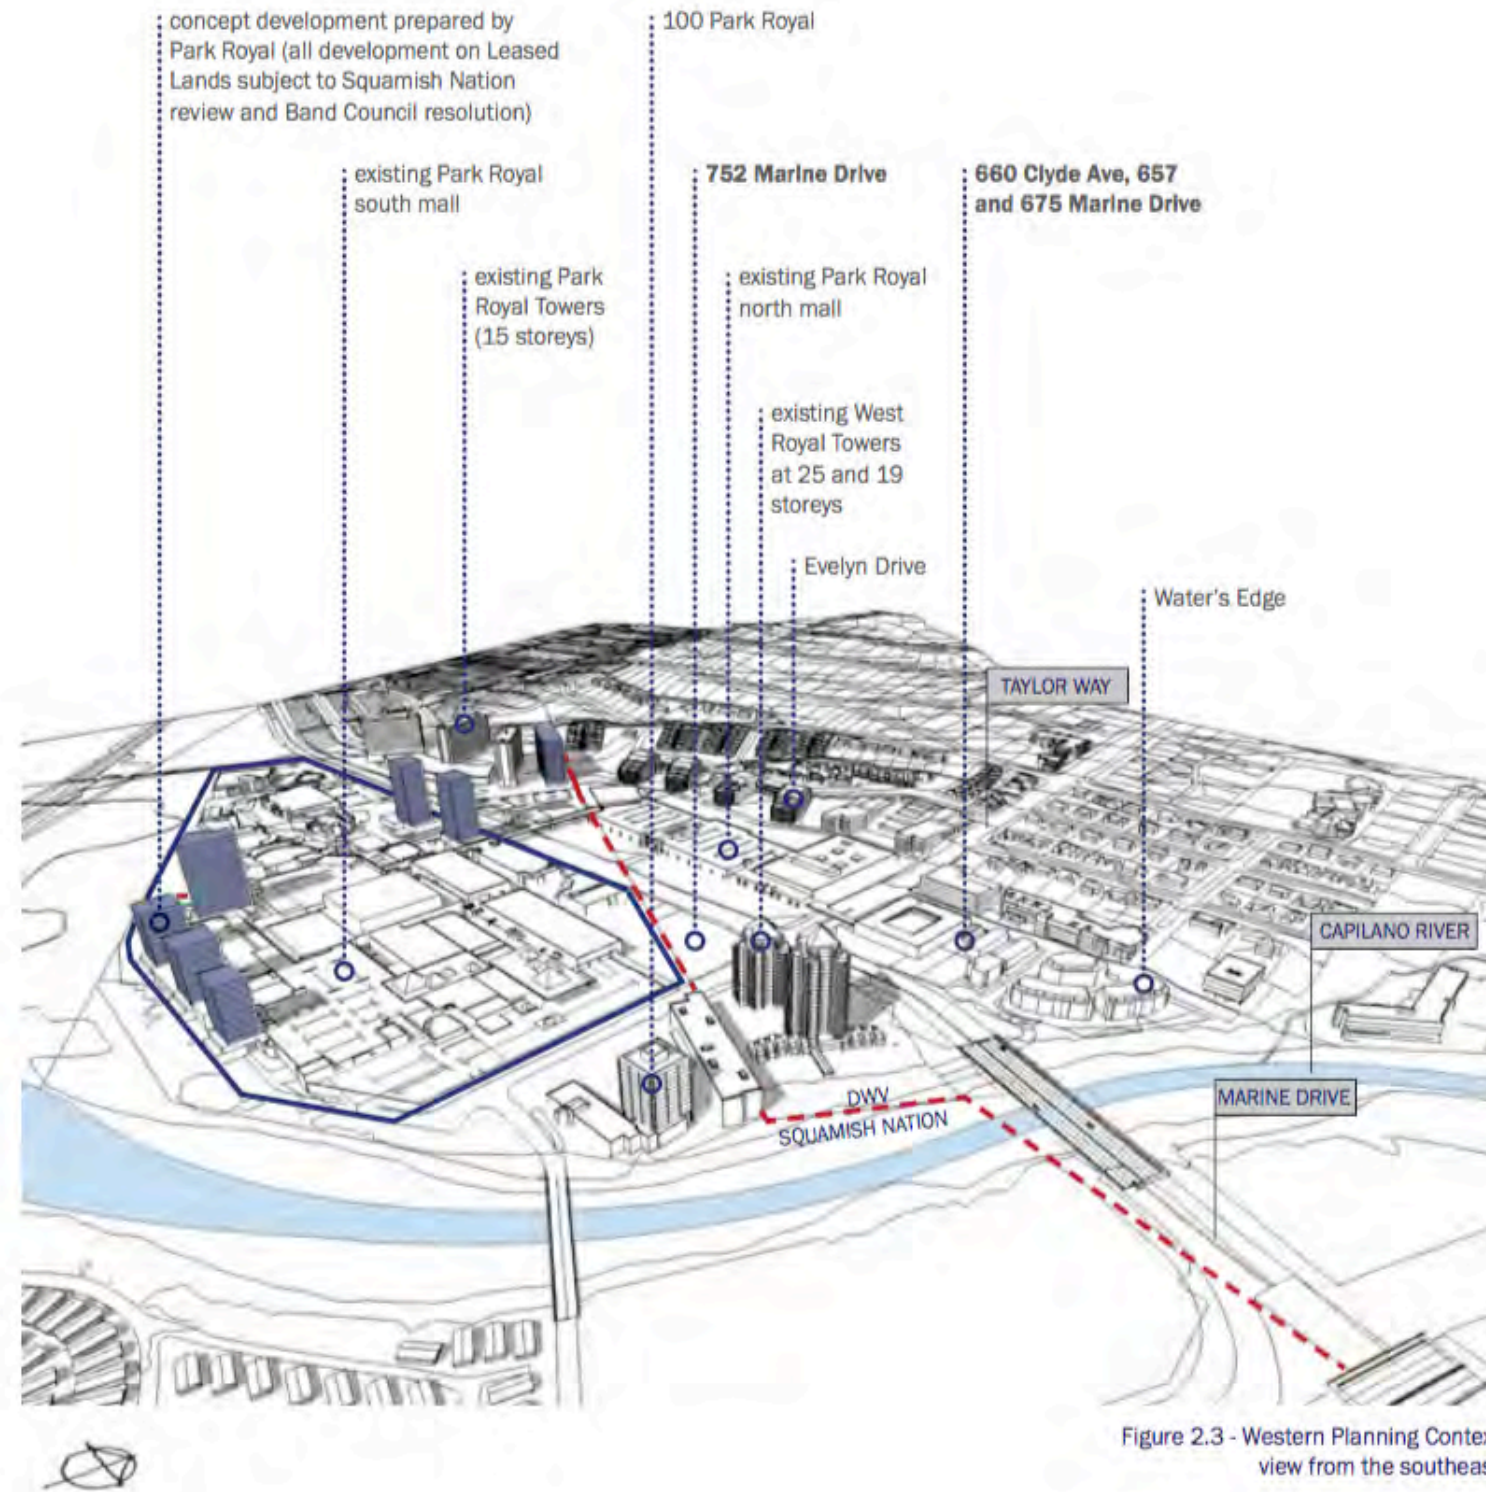 concept development prepared by
Park Royal (all development on Leased
Lands subject to Squamish Nation
review and Band Council resolution)
100 Park Royal
existing Park Royal
south mall
752 Marine Drive
660 Clyde Ave, 657
and 675 Marine Drive
existing Park
Royal Towers
(15 storeys)
existing Park Royal
north mall
existing West
Royal Towers
at 25 and 19
storeys
Evelyn Drive
Water's Edge
TAYLOR WAY
CAPILANO RIVER
MARINE DRIVE
DWV
SQUAMISH NATION
Figure 2.3 - Western Planning Contex
view from the southeas